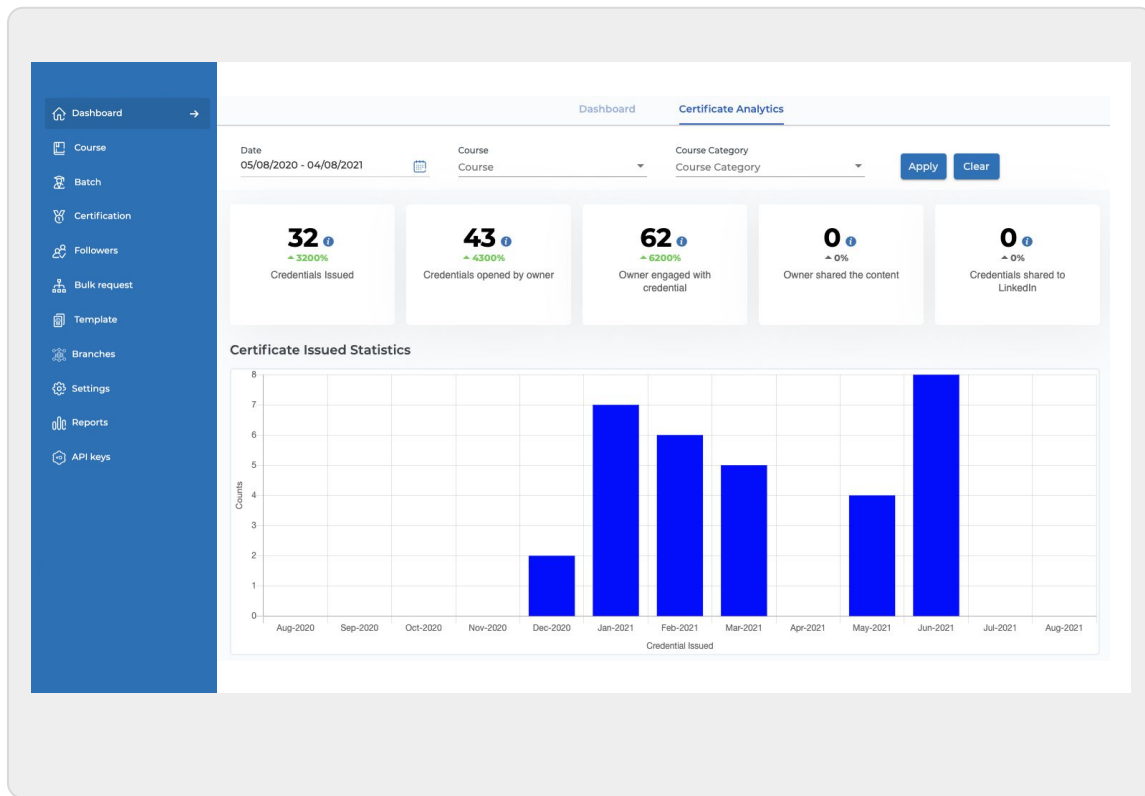 Dashboard
Course
Batch
Certification
Followers
Bulk request
Template
Branches
Settings
Reports
API keys
Dashboard Certificate Analytics
Date Course Course Category
05/08/2020 - 04/08/2021 Course Course Category Apply Clear
32 43 62 0 0
3200% 4300% 6200% 0% 0%
Credentials Issued Credentials opened by owner Owner engaged with Owner shared the content Credentials shared to
credential LinkedIn
Certificate Issued Statistics
8
7
6
5
4
3
2
1
0
Counts
Aug-2020 Sep-2020 Oct-2020 Nov-2020 Dec-2020 Jan-2021 Feb-2021 Mar-2021 Apr-2021 May-2021 Jun-2021 Jul-2021 Aug-2021
Credential Issued